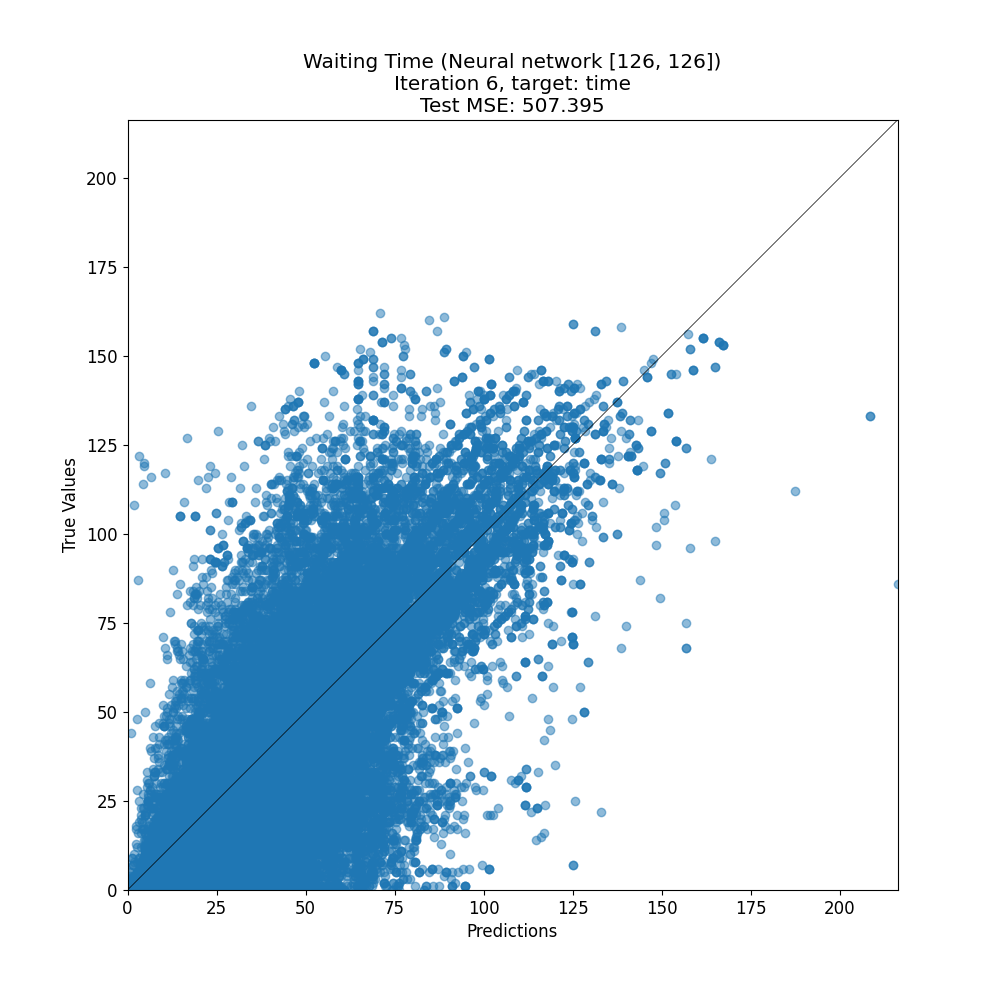 Waiting Time (Neural network [126, 126])
Iteration 6, target: time
Test MSE: 507.395
200
175
150
125
100
75
50
25
0
True Values
0 25 50 75 100 125 150 175 200
Predictions